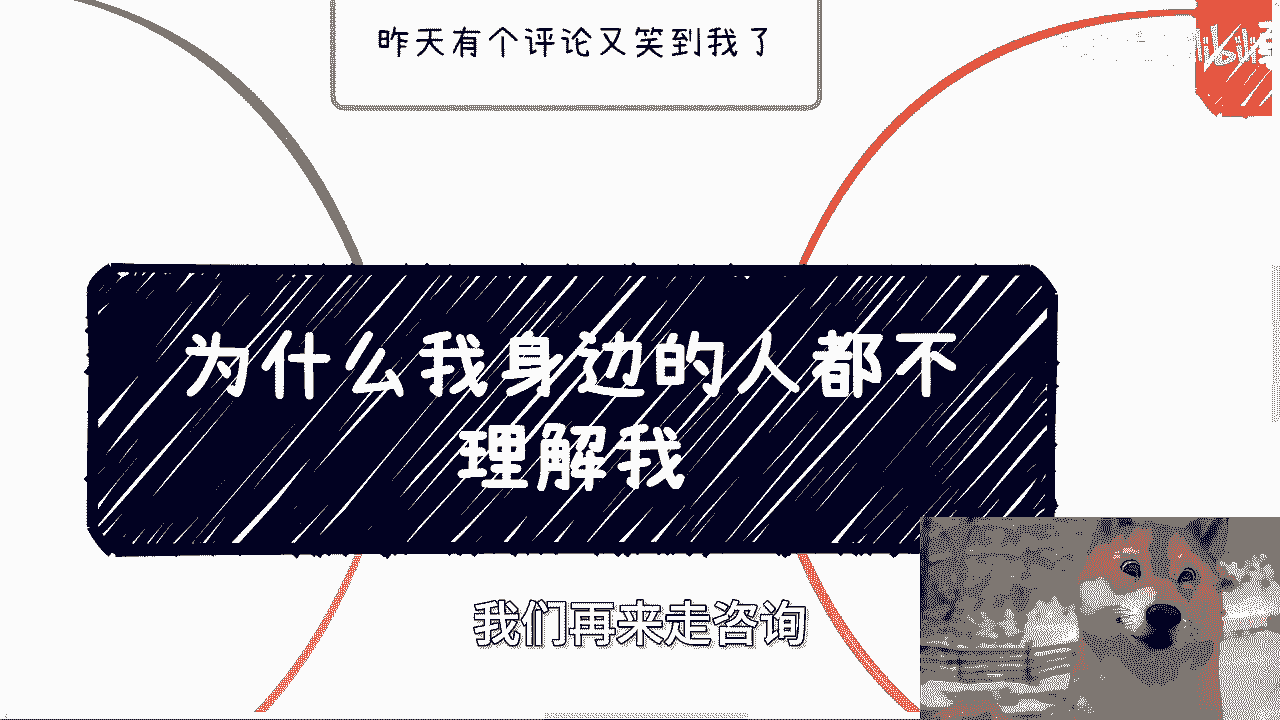 昨天有个评论又笑到我了
为什么我身边的人都不
理解我
我们再来走咨询